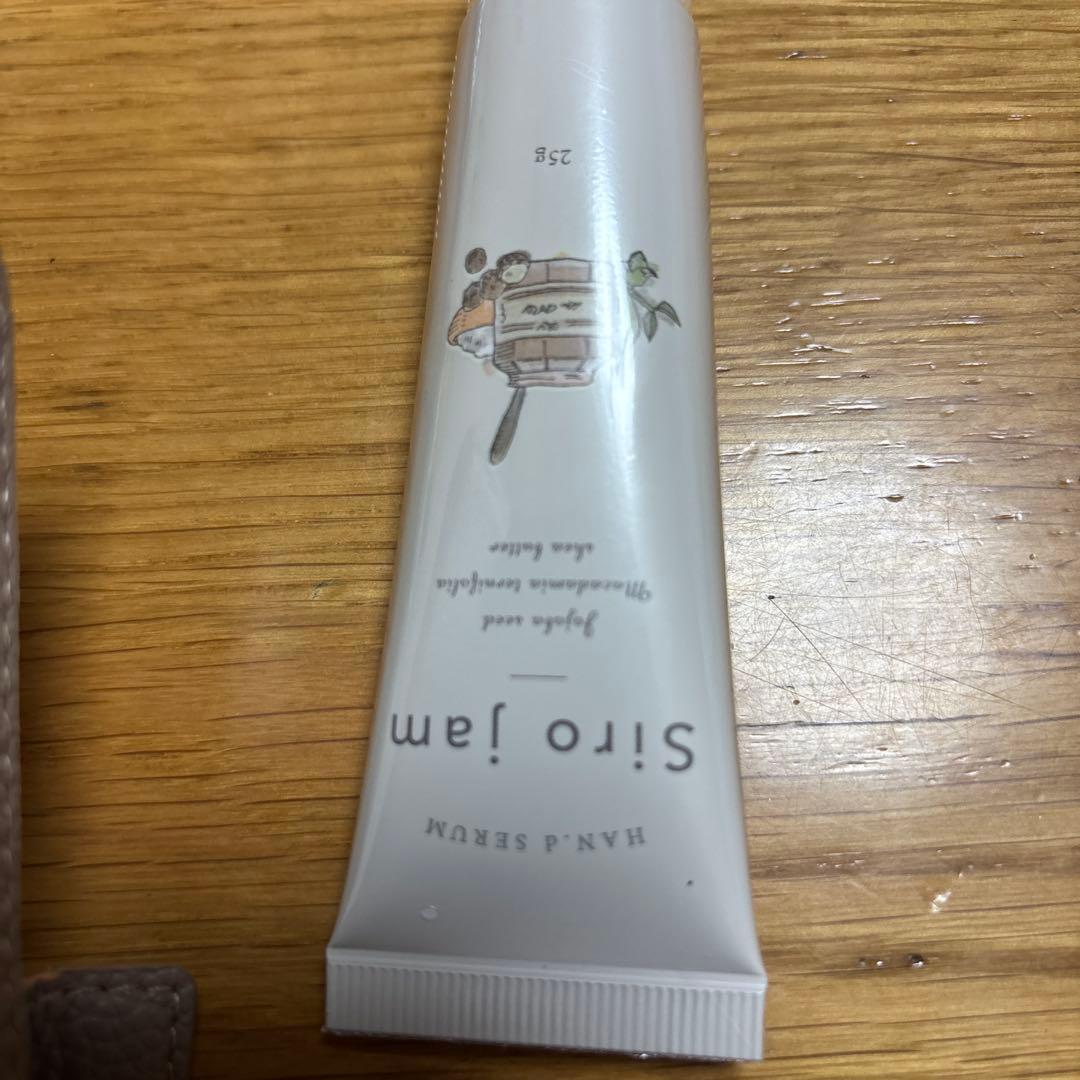 HAN.d SERUM
Siro jam
Jojoba seed
Macadamia ternifolia
shea butter
25g